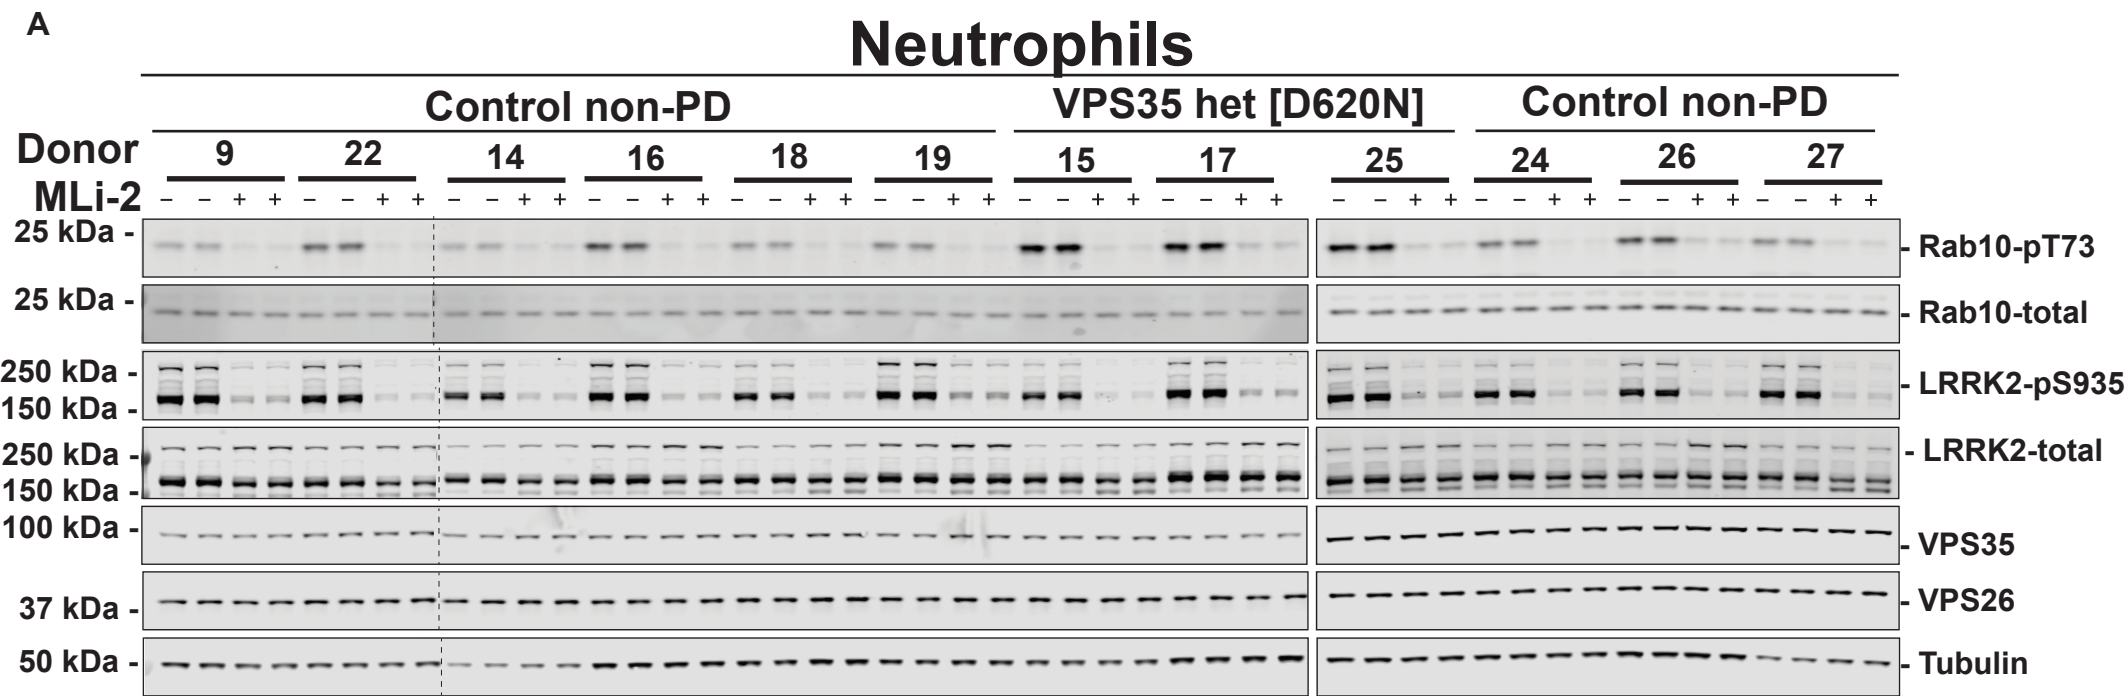 A
Neutrophils
Control non-PD VPS35 het [D620N] Control non-PD
Donor 9 22 14 16 18 19 15 17 25 24 26 27
MLi-2 – – + + – – + + – – + + – – + + – – + + – – + + – – + + – – + + – – + + – – + + – – + + – – + +
25 kDa - - Rab10-pT73
25 kDa - - Rab10-total
250 kDa -
- LRRK2-pS935
150 kDa -
250 kDa - - LRRK2-total
150 kDa -
100 kDa - - VPS35
37 kDa - - VPS26
50 kDa - - Tubulin